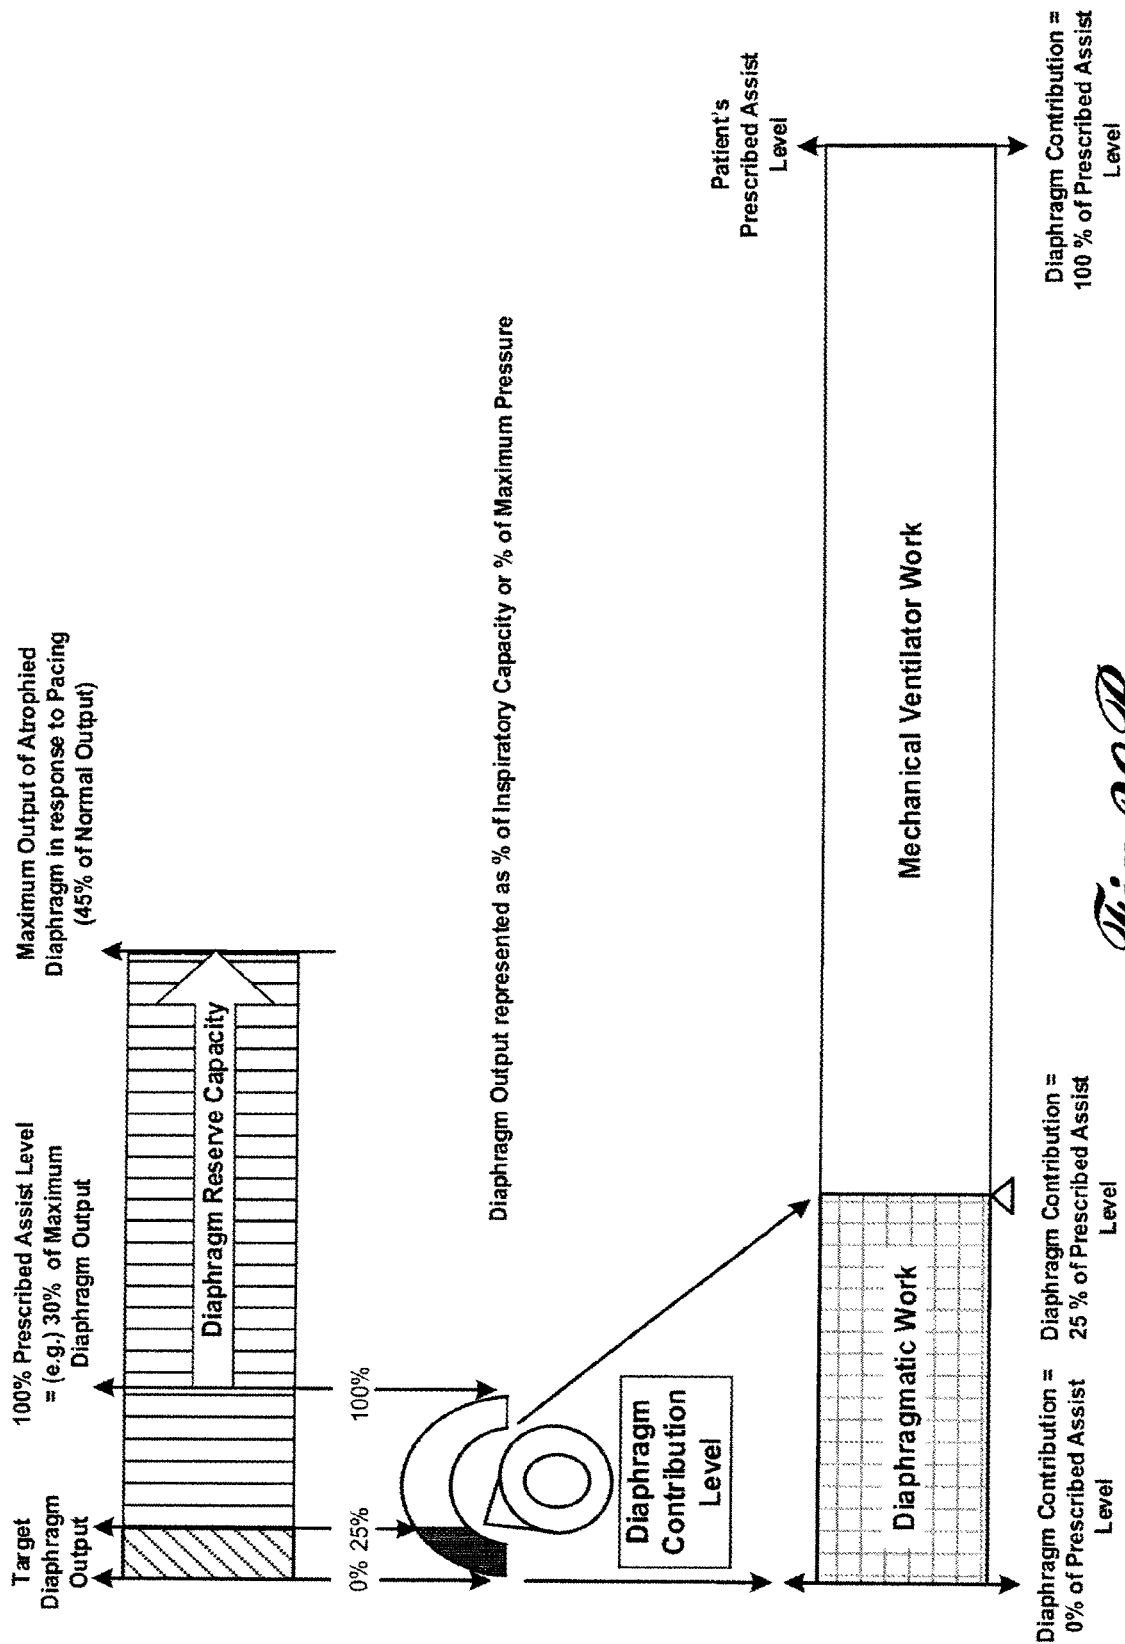 Target
Diaphragm
Output
100% Prescribed Assist Level
= (e.g.) 30% of Maximum
Diaphragm Output
Maximum Output of Atrophied
Diaphragm in response to Pacing
(45% of Normal Output)
Diaphragm Reserve Capacity
0% 25%
100%
Diaphragm
Contribution
Level
Diaphragm Output represented as % of Inspiratory Capacity or % of Maximum Pressure
Patient's
Prescribed Assist
Level
Diaphragmatic Work
Mechanical Ventilator Work
Diaphragm Contribution =
0% of Prescribed Assist
Level
Diaphragm Contribution =
25 % of Prescribed Assist
Level
Diaphragm Contribution =
100 % of Prescribed Assist
Level